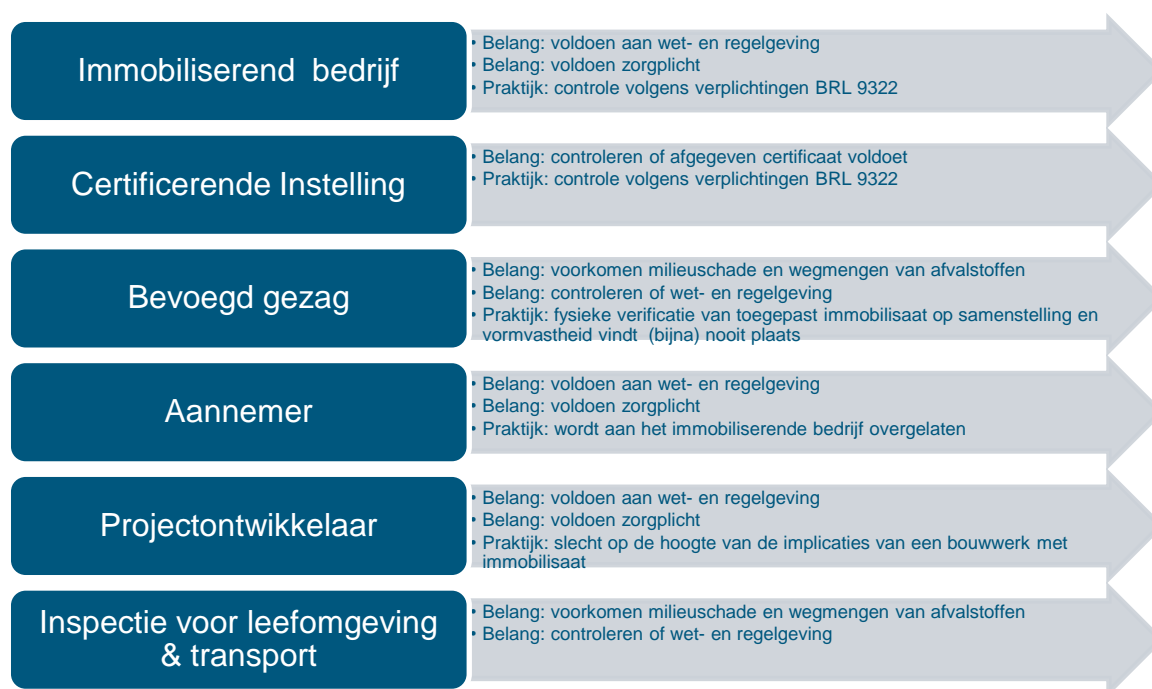 Immobiliserend bedrijf
• Belang: voldoen aan wet- en regelgeving
• Belang: voldoen zorgplicht
• Praktijk: controle volgens verplichtingen BRL 9322
Certificerende Instelling
• Belang: controleren of afgegeven certificaat voldoet
• Praktijk: controle volgens verplichtingen BRL 9322
Bevoegd gezag
• Belang: voorkomen milieuschade en wegmengen van afvalstoffen
• Belang: controleren of wet- en regelgeving
• Praktijk: fysieke verificatie van toegepast immobilisaat op samenstelling en
vormvastheid vindt (bijna) nooit plaats
Aannemer
• Belang: voldoen aan wet- en regelgeving
• Belang: voldoen zorgplicht
• Praktijk: wordt aan het immobiliserende bedrijf overgelaten
Projectontwikkelaar
• Belang: voldoen aan wet- en regelgeving
• Belang: voldoen zorgplicht
• Praktijk: slecht op de hoogte van de implicaties van een bouwwerk met
immobilisaat
Inspectie voor leefomgeving
& transport
• Belang: voorkomen milieuschade en wegmengen van afvalstoffen
• Belang: controleren of wet- en regelgeving